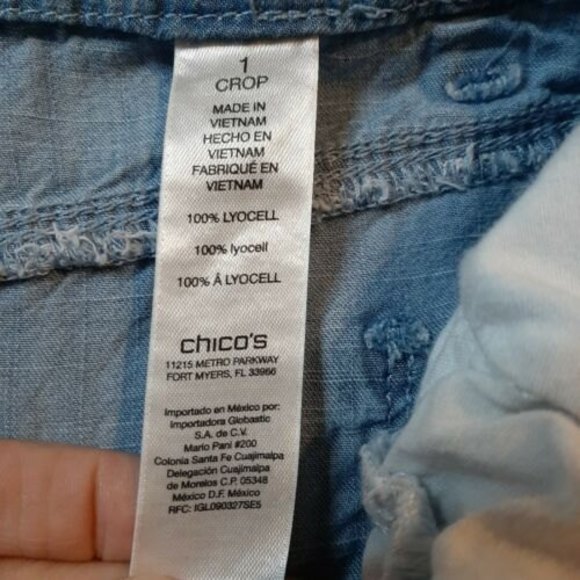 1
CROP
MADE IN
VIETNAM
HECHO EN
VIETNAM
FABRIQUÉ EN
VIETNAM
100% LYOCELL
100% lyocell
100% Á LYOCELL
chico's
11215 METRO PARKWAY
FORT MYERS, FL 33966
Importado en México por:
Importadora Globastic
S.A. de C.V.
Mario Pani #200
Colonia Santa Fe Cuajimalpa
Delegación Cuajimalpa
de Morelos C.P. 05348
México D.F. México
RFC: IGL090327SE5